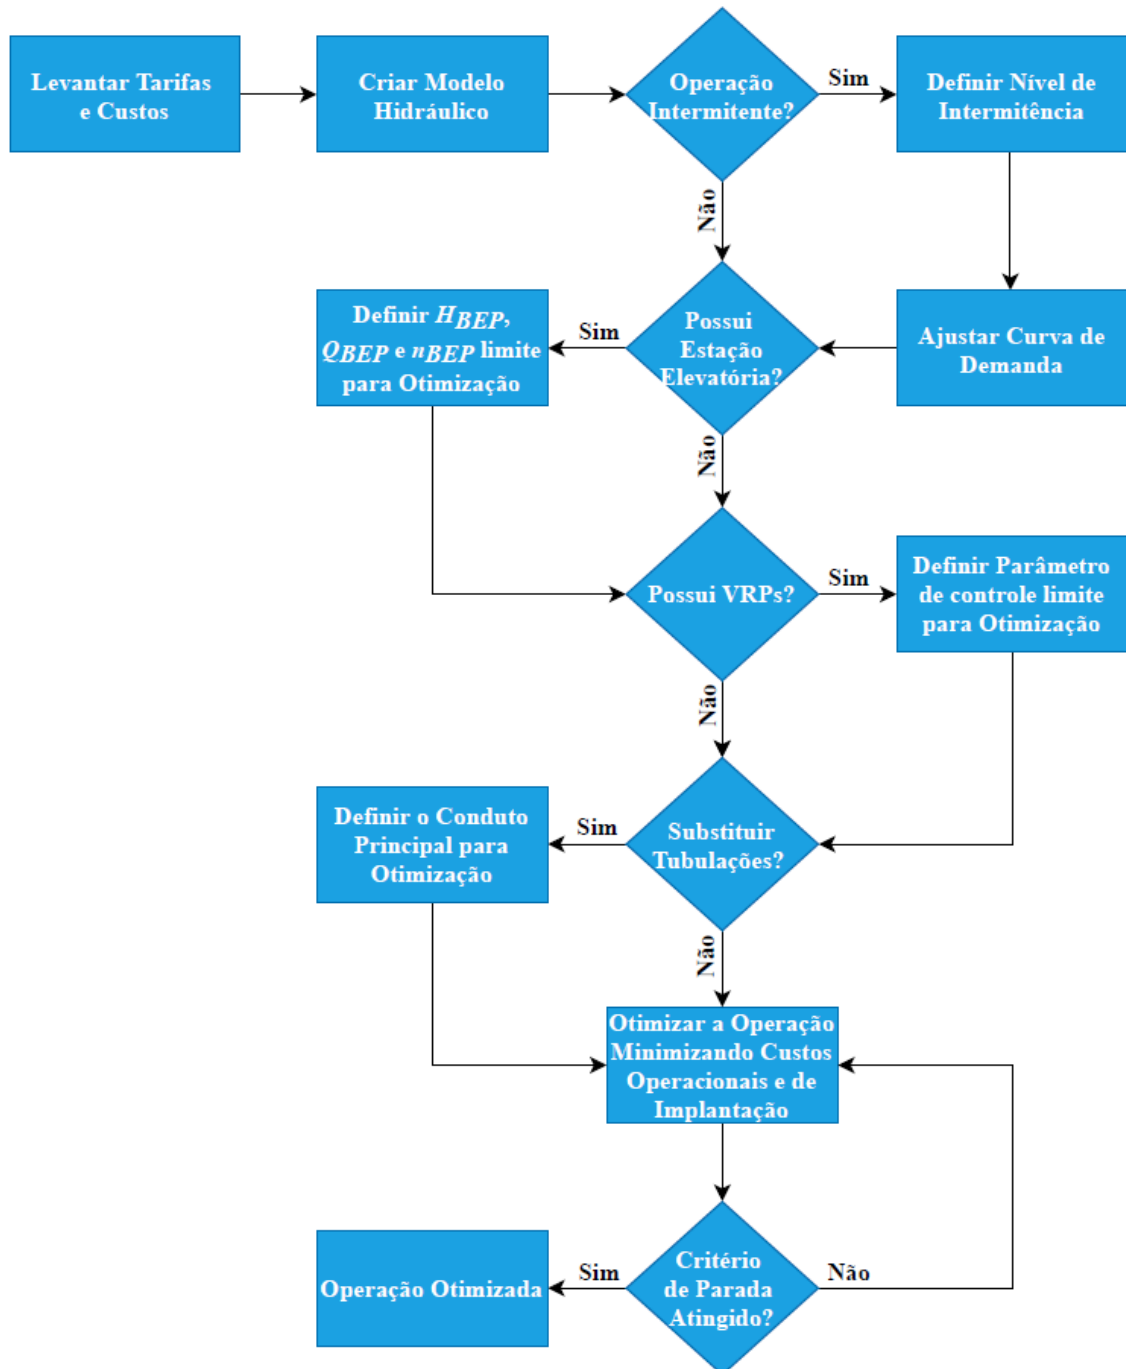 Levantar Tarifas
e Custos
Criar Modelo
Hidráulico
Operação
Intermitente?
Sim
Definir Nível de
Intermitência
Não
Definir HBEP,
QBEP e nBEP limite
para Otimização
Sim
Possui
Estação
Elevatória?
Ajustar Curva de
Demanda
Não
Possui VRPs?
Sim
Definir Parâmetro
de controle limite
para Otimização
Não
Definir o Conduto
Principal para
Otimização
Sim
Substituir
Tubulações?
Não
Otimizar a Operação
Minimizando Custos
Operacionais e de
Implantação
Operação Otimizada
Sim
Critério
de Parada
Atingido?
Não